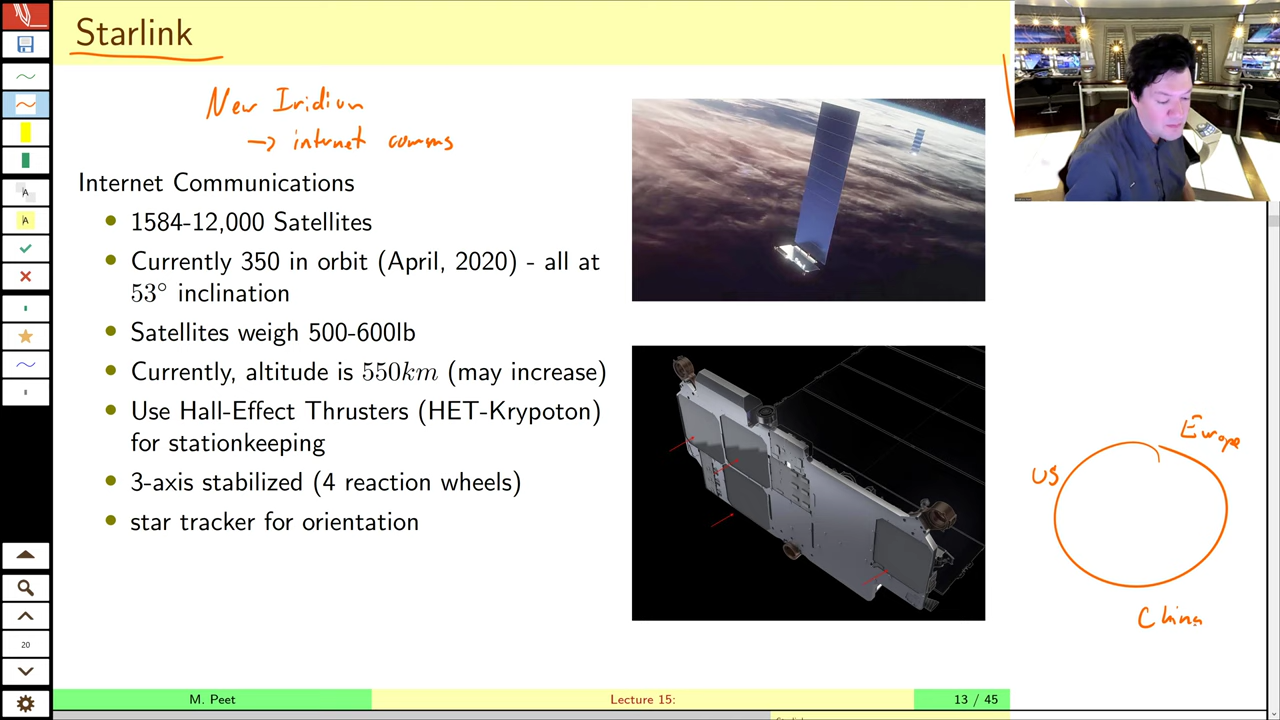 Starlink
New Iridium
→ internet comms
Internet Communications
1584-12,000 Satellites
Currently 350 in orbit (April, 2020) - all at
53° inclination
Satellites weigh 500-600lb
Currently, altitude is 550km (may increase)
Use Hall-Effect Thrusters (HET-Krypoton)
for stationkeeping
3-axis stabilized (4 reaction wheels)
star tracker for orientation
Europe
US
China
A
A
20
M. Peet
Lecture 15:
13 / 45
Starlink